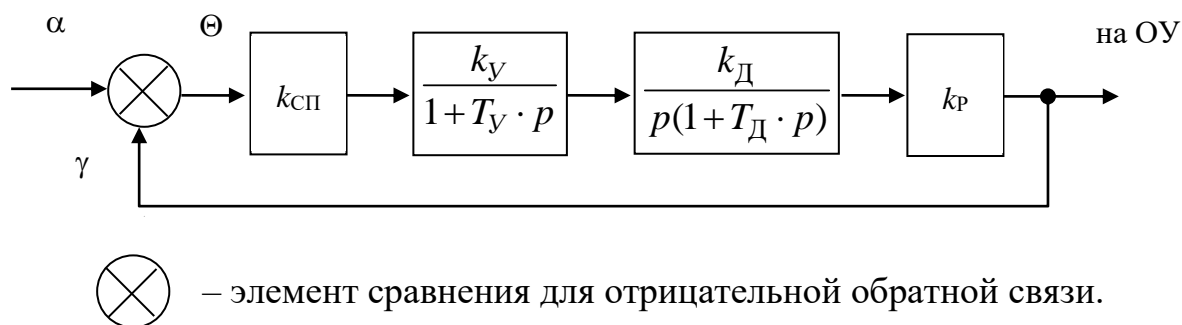 α
Θ
на ОУ
k_СП
k_У
1+T_У · p
k_Д
p(1+T_Д · p)
k_Р
γ
– элемент сравнения для отрицательной обратной связи.